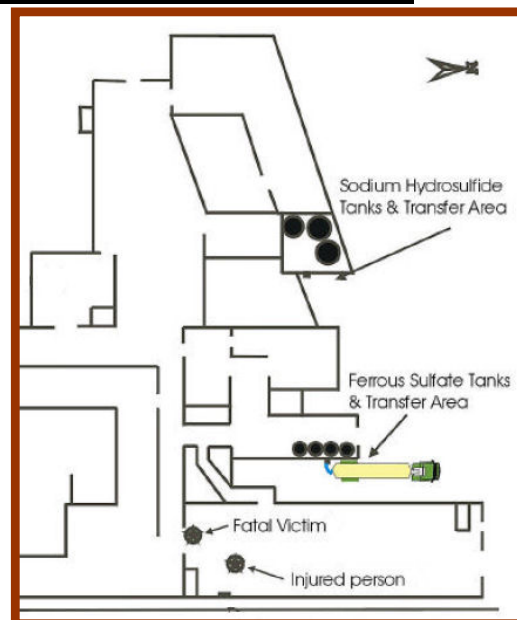 N
Sodium Hydrosulfide
Tanks & Transfer Area
Ferrous Sulfate Tanks
& Transfer Area
Fatal Victim
Injured person